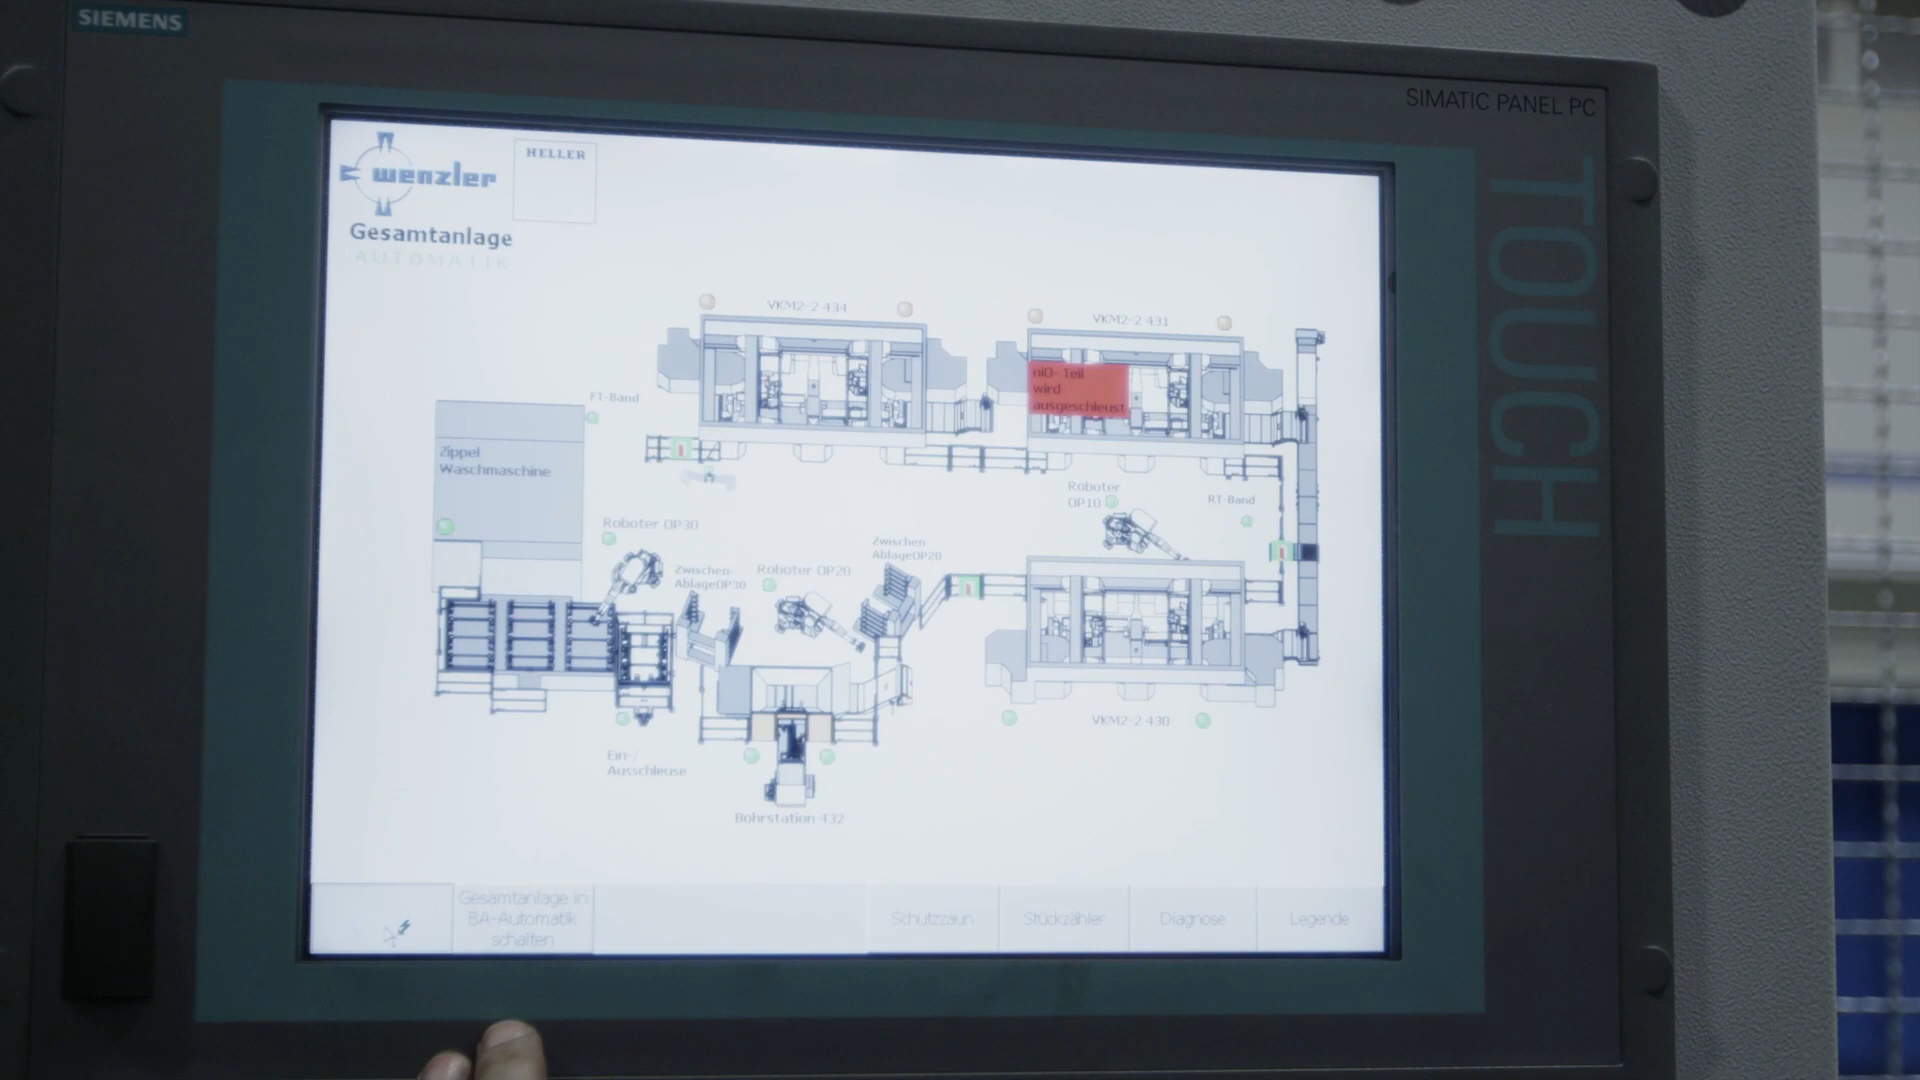 SIEMENS
SIMATIC PANEL PC
TOUCH
wenzler
HELLER
Gesamtanlage
AUTOMATIK
VKM2-2 434
VKM2-2 431
niO- Teil
wird
ausgeschleust
FT-Band
Zippel
Waschmaschine
Roboter
OP10
RT-Band
Roboter OP30
Zwischen-
AblageOP20
Zwischen-
AblageOP30
Roboter OP20
VKM2-2 430
Ein-/
Ausschleuse
Bohrstation 432
Gesamtanlage in
BA-Automatik
schalten
Schutzzaun
Stückzähler
Diagnose
Legende